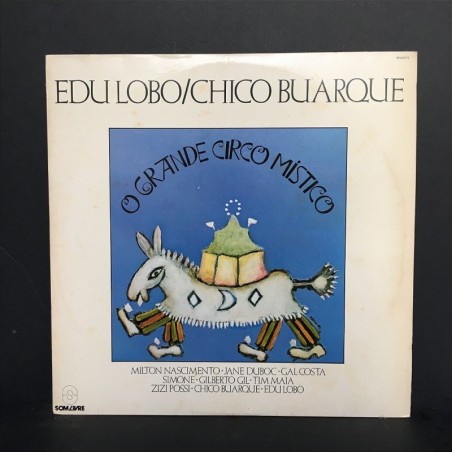 EDU LOBO/CHICO BUARQUE
O GRANDE CIRCO MÍSTICO
MILTON NASCIMENTO · JANE DUBOC · GAL COSTA
SIMONE · GILBERTO GIL · TIM MAIA
ZIZI POSSI · CHICO BUARQUE · EDU LOBO
SOM LIVRE